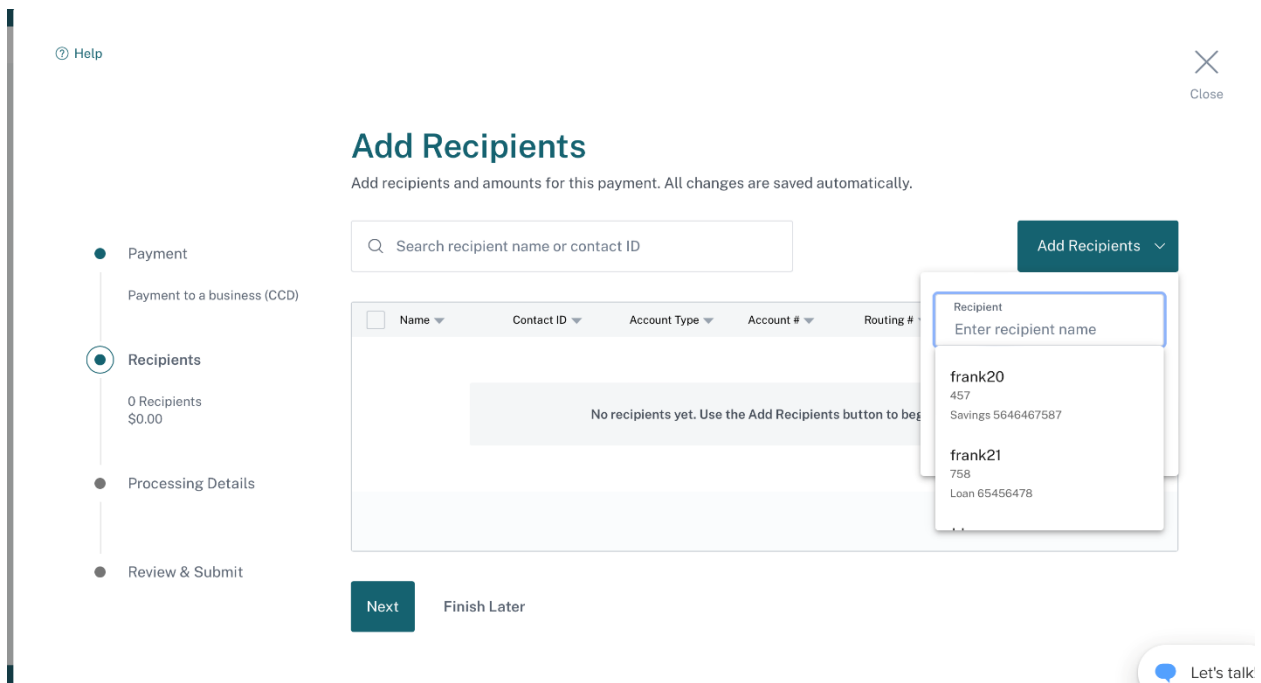 Help
Close
Add Recipients
Add recipients and amounts for this payment. All changes are saved automatically.
Search recipient name or contact ID
Add Recipients
Payment
Payment to a business (CCD)
Recipients
0 Recipients
$0.00
Processing Details
Review & Submit
Name
Contact ID
Account Type
Account #
Routing #
No recipients yet. Use the Add Recipients button to
Recipient
Enter recipient name
frank20
457
Savings 5646467587
frank21
758
Loan 65456478
Next
Finish Later
Let's talk